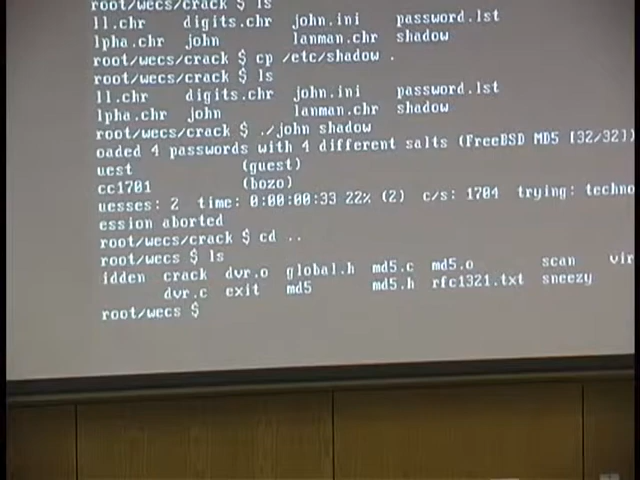 root/wecs/crack $ ls
ll.chr digits.chr john.ini password.lst
lpha.chr john lanman.chr shadow
root/wecs/crack $ cp /etc/shadow .
root/wecs/crack $ ls
ll.chr digits.chr john.ini password.lst
lpha.chr john lanman.chr shadow
root/wecs/crack $ ./john shadow
oaded 4 passwords with 4 different salts (FreeBSD MD5 [32/32])
uest (guest)
cc1701 (bozo)
uesses: 2 time: 0:00:00:33 22% (2) c/s: 1704 trying: techno
ession aborted
root/wecs/crack $ cd ..
root/wecs $ ls
idden crack dvr.o global.h md5.c md5.o scan vir
dvr.c exit md5 md5.h rfc1321.txt sneezy
root/wecs $